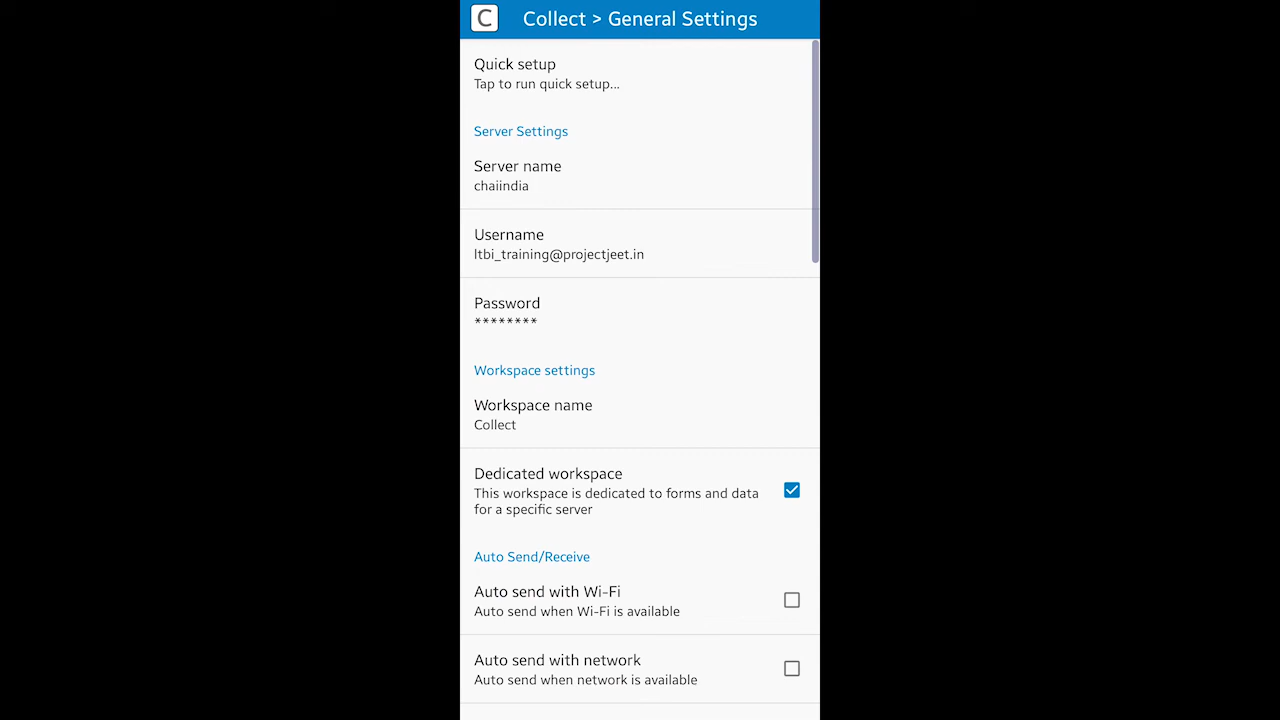 C Collect > General Settings
Quick setup
Tap to run quick setup...
Server Settings
Server name
chaiindia
Username
ltbi_training@projectjeet.in
Password
********
Workspace settings
Workspace name
Collect
Dedicated workspace
This workspace is dedicated to forms and data
for a specific server
Auto Send/Receive
Auto send with Wi-Fi
Auto send when Wi-Fi is available
Auto send with network
Auto send when network is available